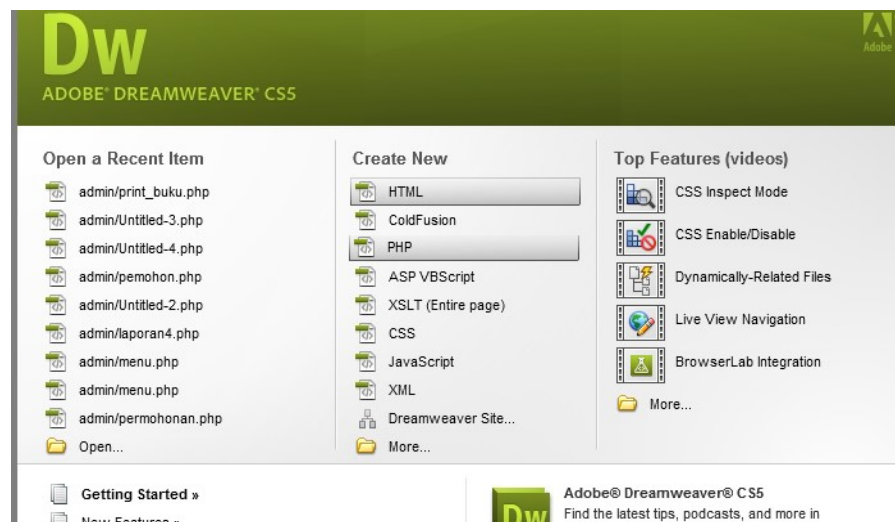 Dw
ADOBE® DREAMWEAVER® CS5
Adobe
Open a Recent Item
admin/print_buku.php
admin/Untitled-3.php
admin/Untitled-4.php
admin/pemohon.php
admin/Untitled-2.php
admin/laporan4.php
admin/menu.php
admin/menu.php
admin/permohonan.php
Open...
Create New
HTML
ColdFusion
PHP
ASP VBScript
XSLT (Entire page)
CSS
JavaScript
XML
Dreamweaver Site...
More...
Top Features (videos)
CSS Inspect Mode
CSS Enable/Disable
Dynamically-Related Files
Live View Navigation
BrowserLab Integration
More...
Getting Started »
New Features »
Dw
Adobe® Dreamweaver® CS5
Find the latest tips, podcasts, and more in